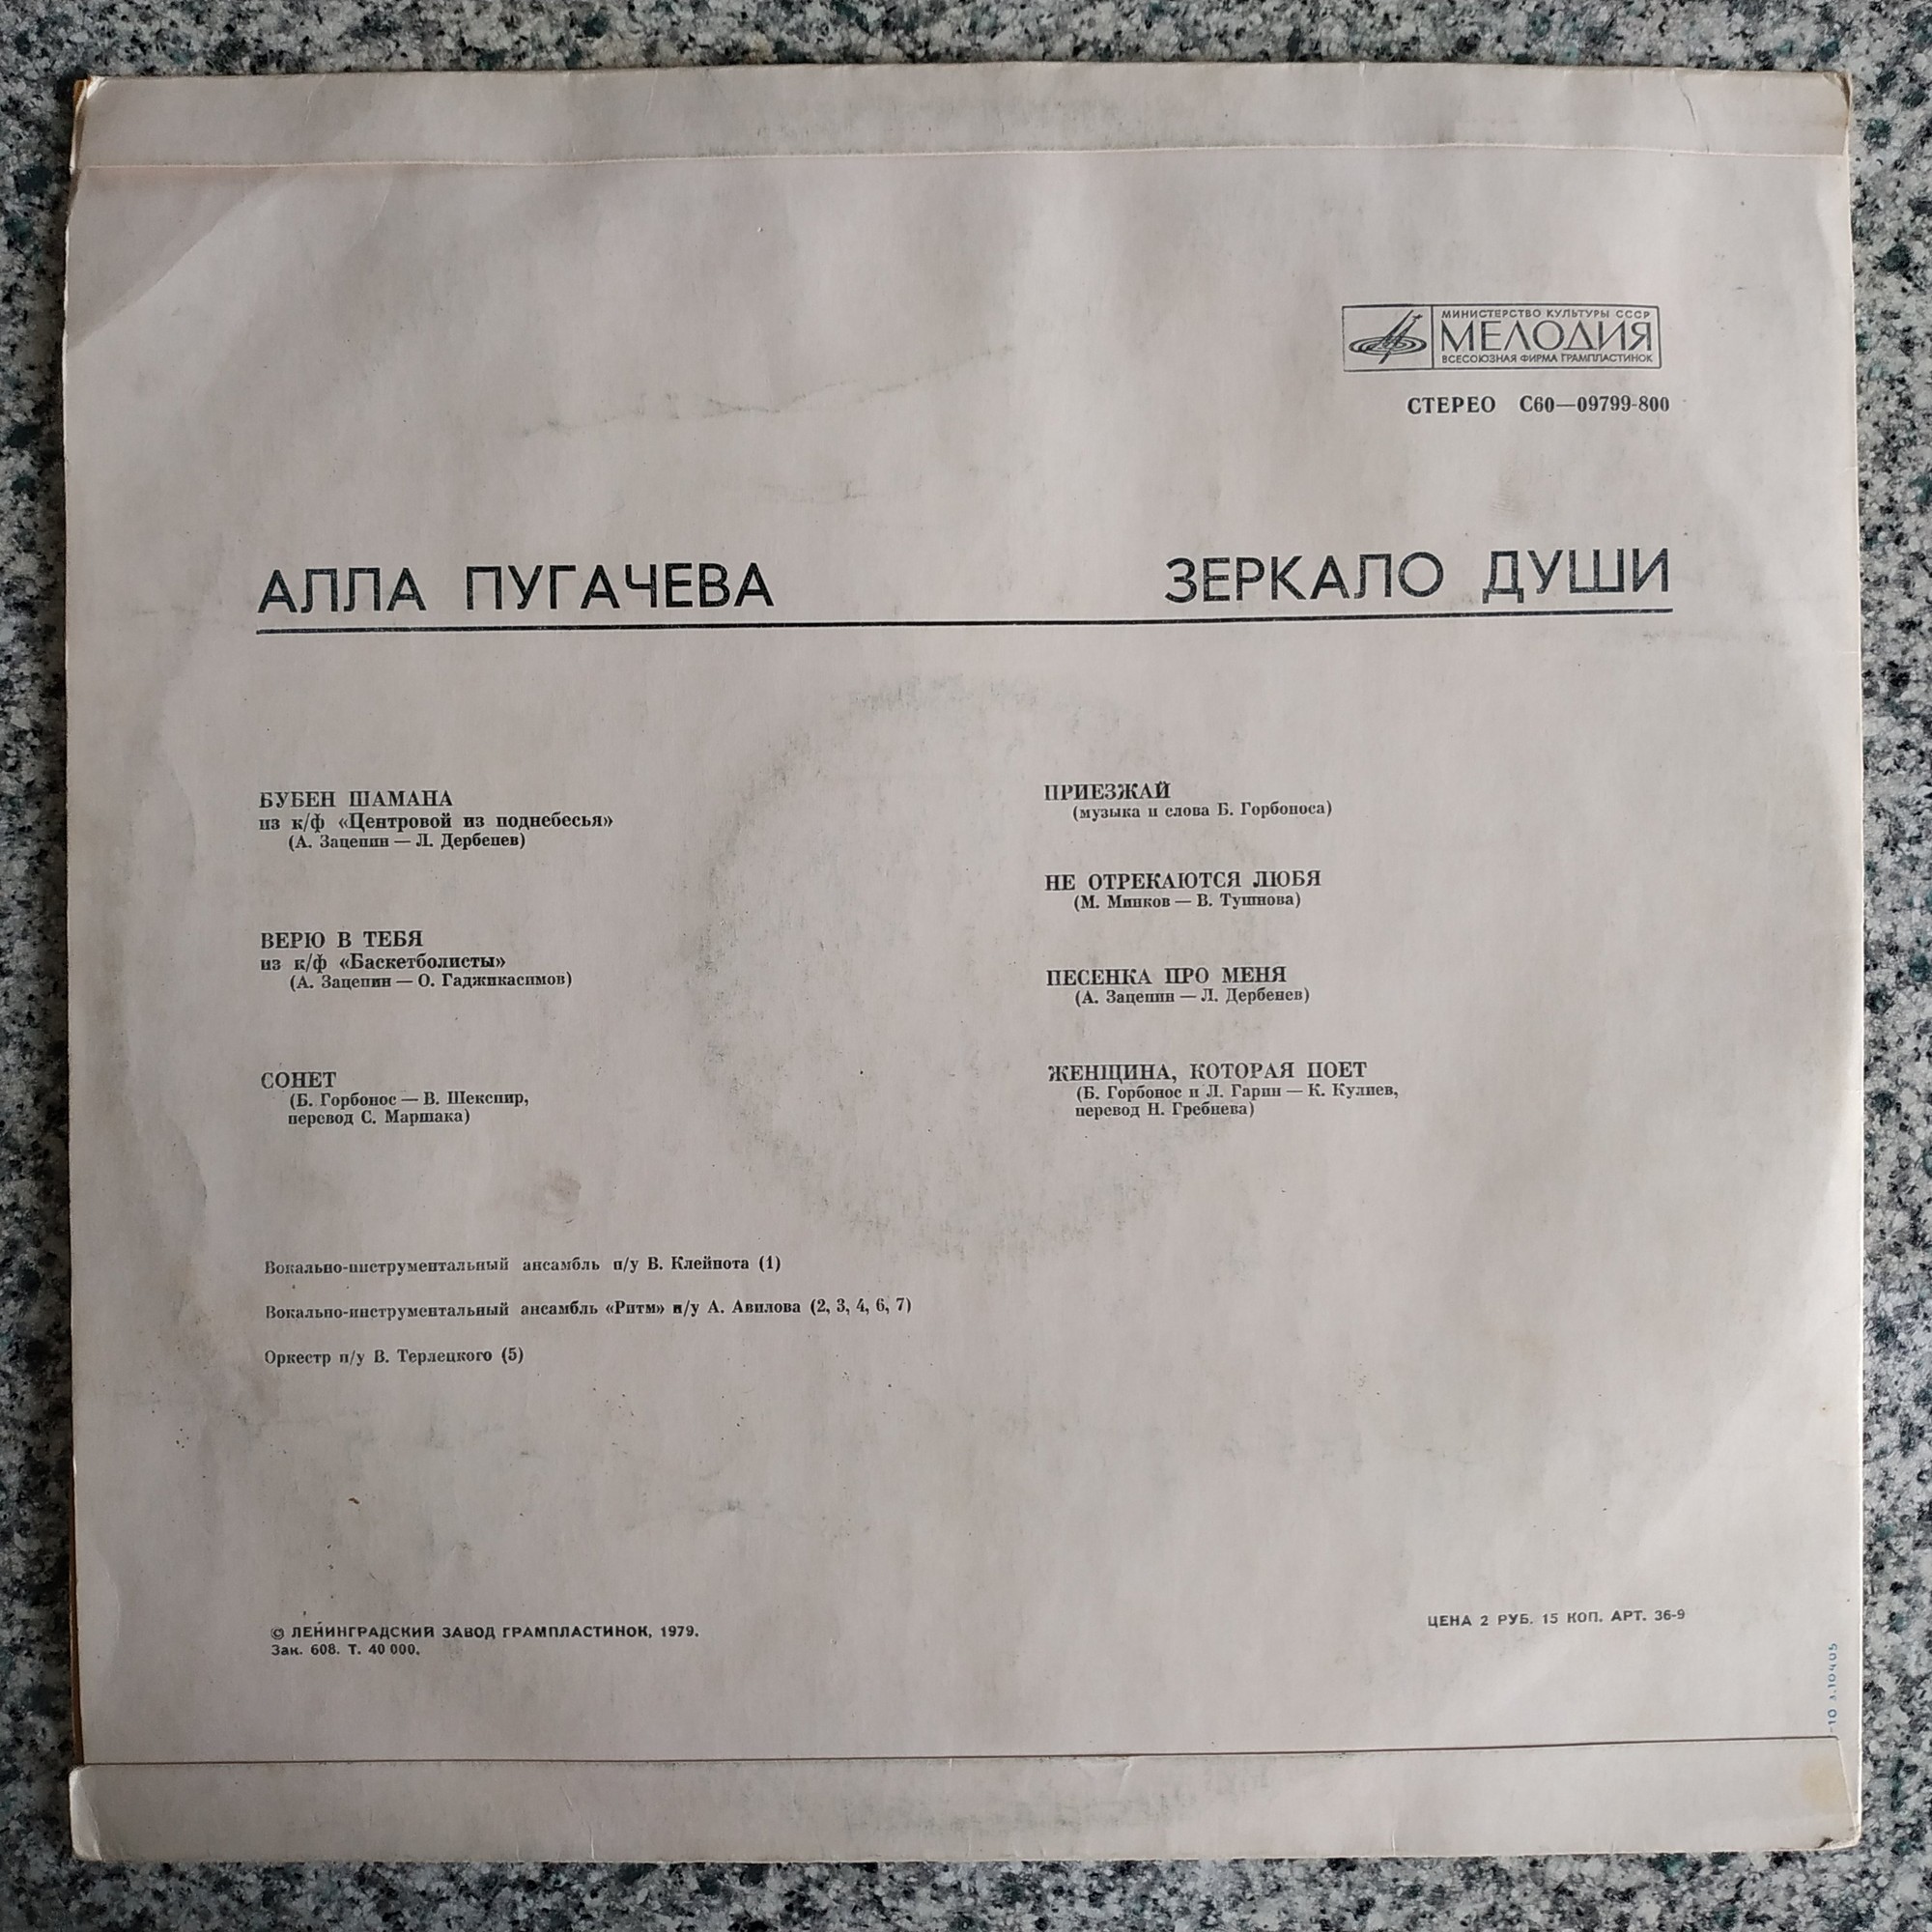 МИНИСТЕРСТВО КУЛЬТУРЫ СССР
МЕЛОДИЯ
ВСЕСОЮЗНАЯ ФИРМА ГРАМПЛАСТИНОК
СТЕРЕО С60—09799-800
АЛЛА ПУГАЧЕВА ЗЕРКАЛО ДУШИ
БУБЕН ШАМАНА
из к/ф «Центровой из поднебесья»
(А. Зацепин — Л. Дербенев)
ВЕРЮ В ТЕБЯ
из к/ф «Баскетболисты»
(А. Зацепин — О. Гаджикасимов)
СОНЕТ
(Б. Горбонос — В. Шекспир,
перевод С. Маршака)
ПРИЕЗЖАЙ
(музыка и слова Б. Горбоноса)
НЕ ОТРЕКАЮТСЯ ЛЮБЯ
(М. Минков — В. Тушнова)
ПЕСЕНКА ПРО МЕНЯ
(А. Зацепин — Л. Дербенев)
ЖЕНЩИНА, КОТОРАЯ ПОЕТ
(Б. Горбонос и Л. Гарин — К. Кулиев,
перевод Н. Гребнева)
Вокально-инструментальный ансамбль п/у В. Клейнота (1)
Вокально-инструментальный ансамбль «Ритм» п/у А. Авилова (2, 3, 4, 6, 7)
Оркестр п/у В. Терлецкого (5)
© ЛЕНИНГРАДСКИЙ ЗАВОД ГРАМПЛАСТИНОК, 1979.
Зак. 608. Т. 40 000.
ЦЕНА 2 РУБ. 15 КОП. АРТ. 36-9